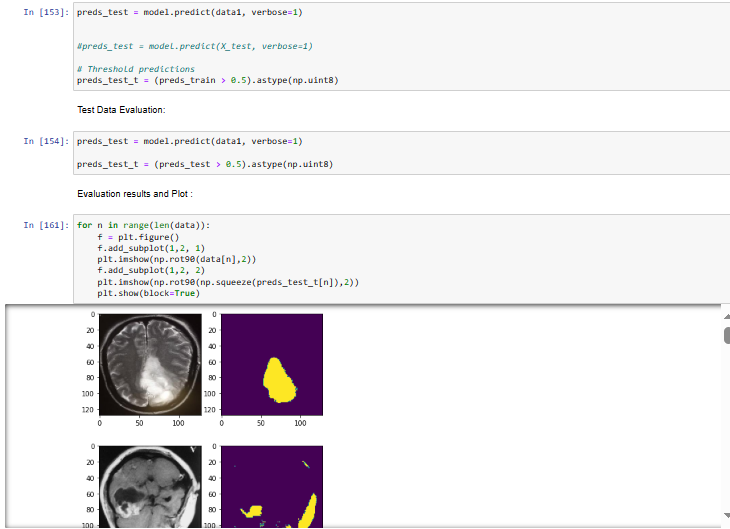 In [153]: preds_test = model.predict(data1, verbose=1)
#preds_test = model.predict(X_test, verbose=1)
# Threshold predictions
preds_test_t = (preds_train > 0.5).astype(np.uint8)
Test Data Evaluation:
In [154]: preds_test = model.predict(data1, verbose=1)
preds_test_t = (preds_test > 0.5).astype(np.uint8)
Evaluation results and Plot :
In [161]: for n in range(len(data)):
f = plt.figure()
f.add_subplot(1,2, 1)
plt.imshow(np.rot90(data[n],2))
f.add_subplot(1,2, 2)
plt.imshow(np.rot90(np.squeeze(preds_test_t[n]),2))
plt.show(block=True)
0 0
20 20
40 40
60 60
80 80
100 100
120 120
0 50 100 0 50 100
0 0
20 20
40 40
60 60
80 80
100 100